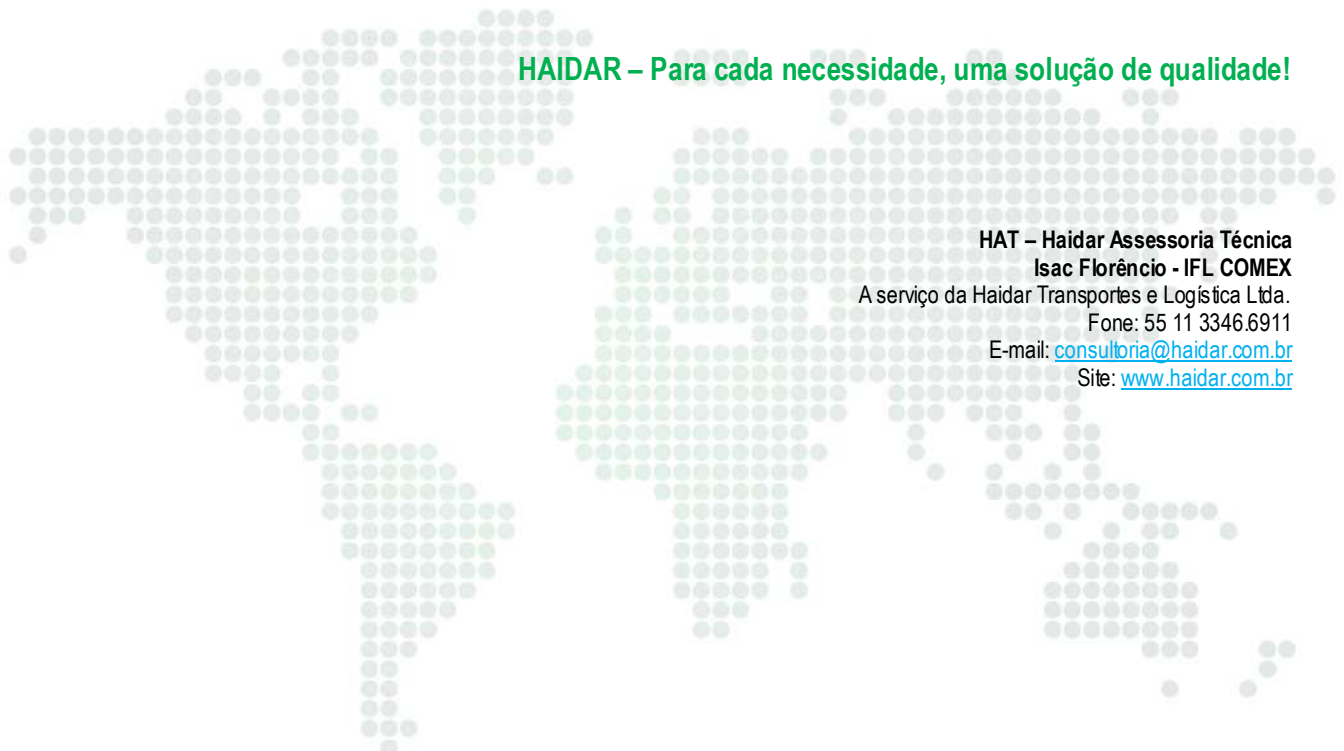 HAIDAR – Para cada necessidade, uma solução de qualidade!
HAT – Haidar Assessoria Técnica
Isac Florêncio - IFL COMEX
A serviço da Haidar Transportes e Logística Ltda.
Fone: 55 11 3346.6911
E-mail: consultoria@haidar.com.br
Site: www.haidar.com.br